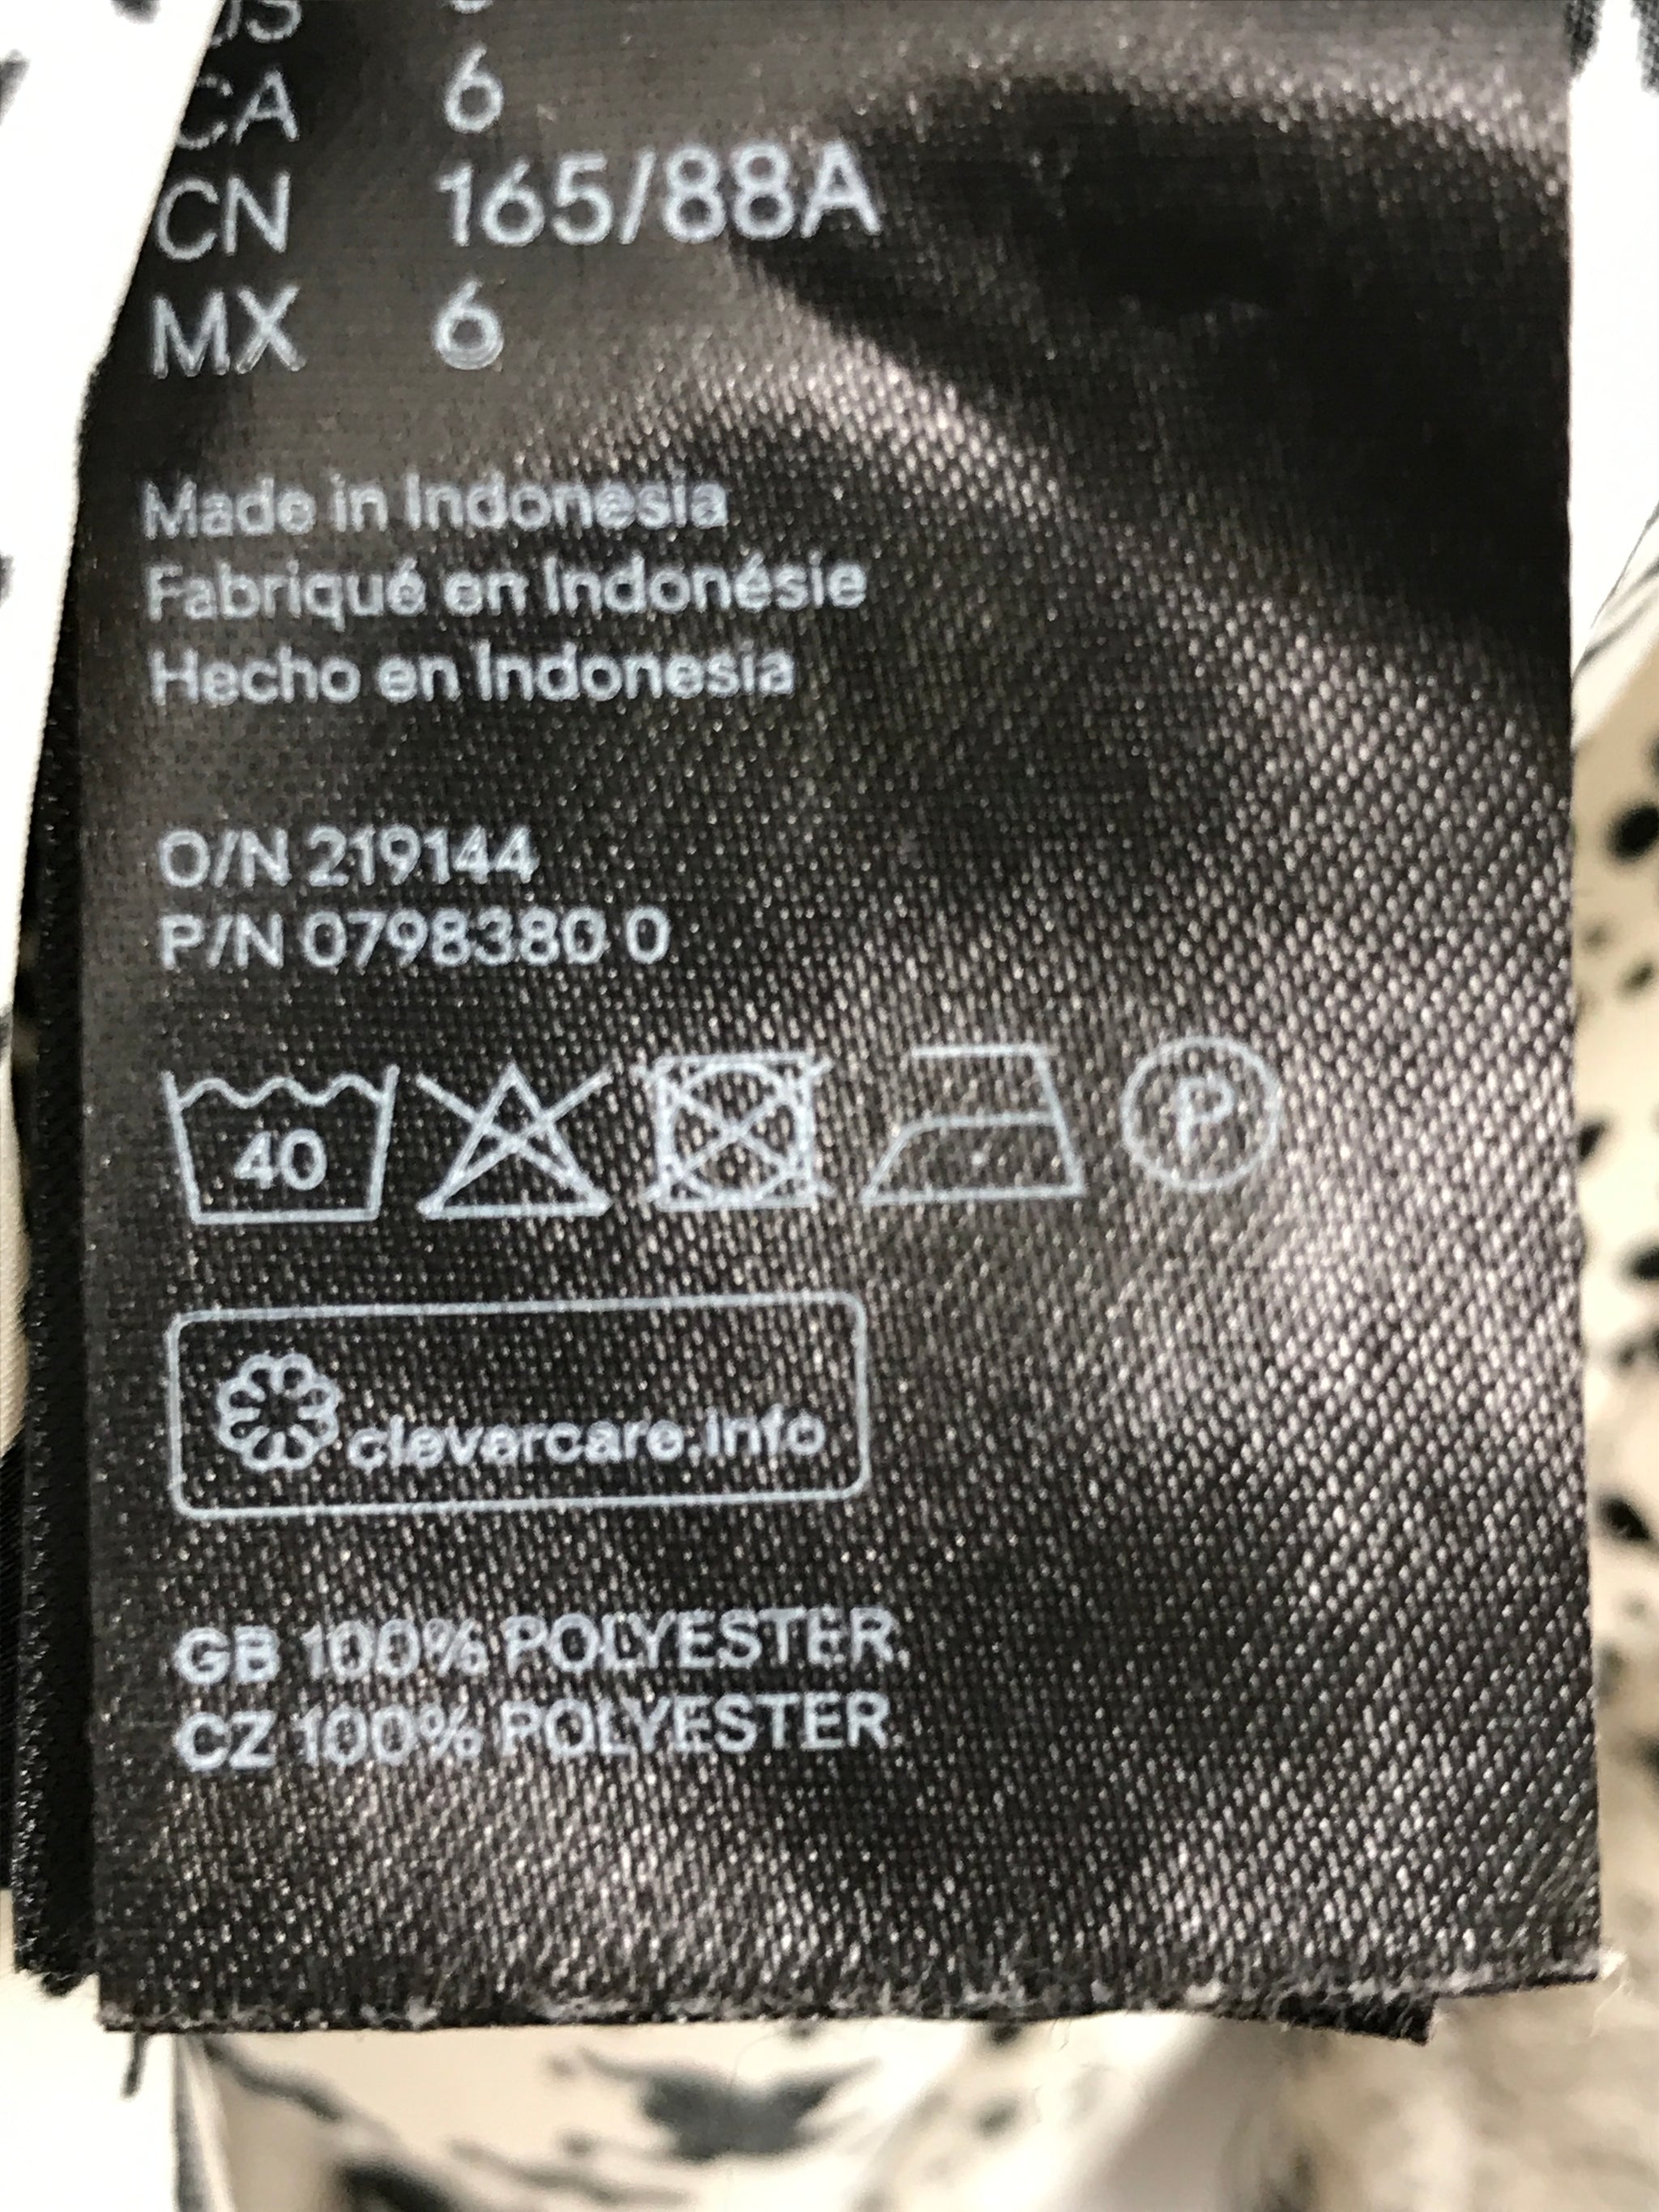 US
CA 6
CN 165/88A
MX 6
Made in Indonesia
Fabriqué en Indonésie
Hecho en Indonesia
O/N 219144
P/N 0798380 0
40 P
clevercare.info
GB 100% POLYESTER.
CZ 100% POLYESTER